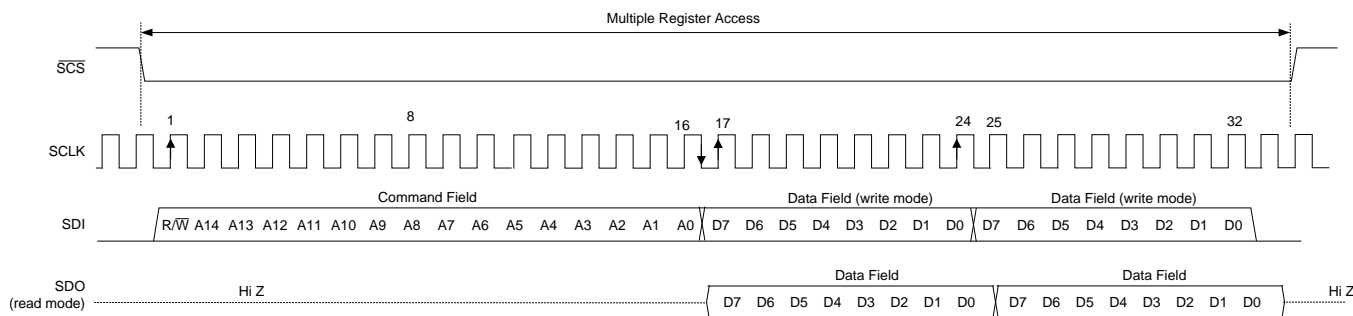 Multiple Register Access
SCS
1 8 16 17 24 25 32
SCLK
Command Field Data Field (write mode) Data Field (write mode)
SDI R/W A14 A13 A12 A11 A10 A9 A8 A7 A6 A5 A4 A3 A2 A1 A0 D7 D6 D5 D4 D3 D2 D1 D0 D7 D6 D5 D4 D3 D2 D1 D0
SDO Data Field Data Field
(read mode) Hi Z D7 D6 D5 D4 D3 D2 D1 D0 D7 D6 D5 D4 D3 D2 D1 D0 Hi Z